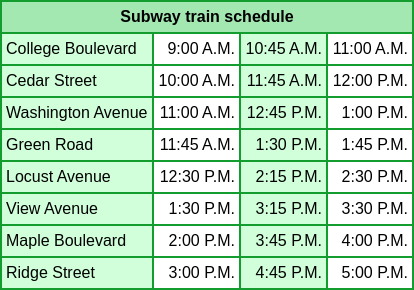 Subway train schedule
College Boulevard 9:00 A.M. 10:45 A.M. 11:00 A.M.
Cedar Street 10:00 A.M. 11:45 A.M. 12:00 P.M.
Washington Avenue 11:00 A.M. 12:45 P.M. 1:00 P.M.
Green Road 11:45 A.M. 1:30 P.M. 1:45 P.M.
Locust Avenue 12:30 P.M. 2:15 P.M. 2:30 P.M.
View Avenue 1:30 P.M. 3:15 P.M. 3:30 P.M.
Maple Boulevard 2:00 P.M. 3:45 P.M. 4:00 P.M.
Ridge Street 3:00 P.M. 4:45 P.M. 5:00 P.M.